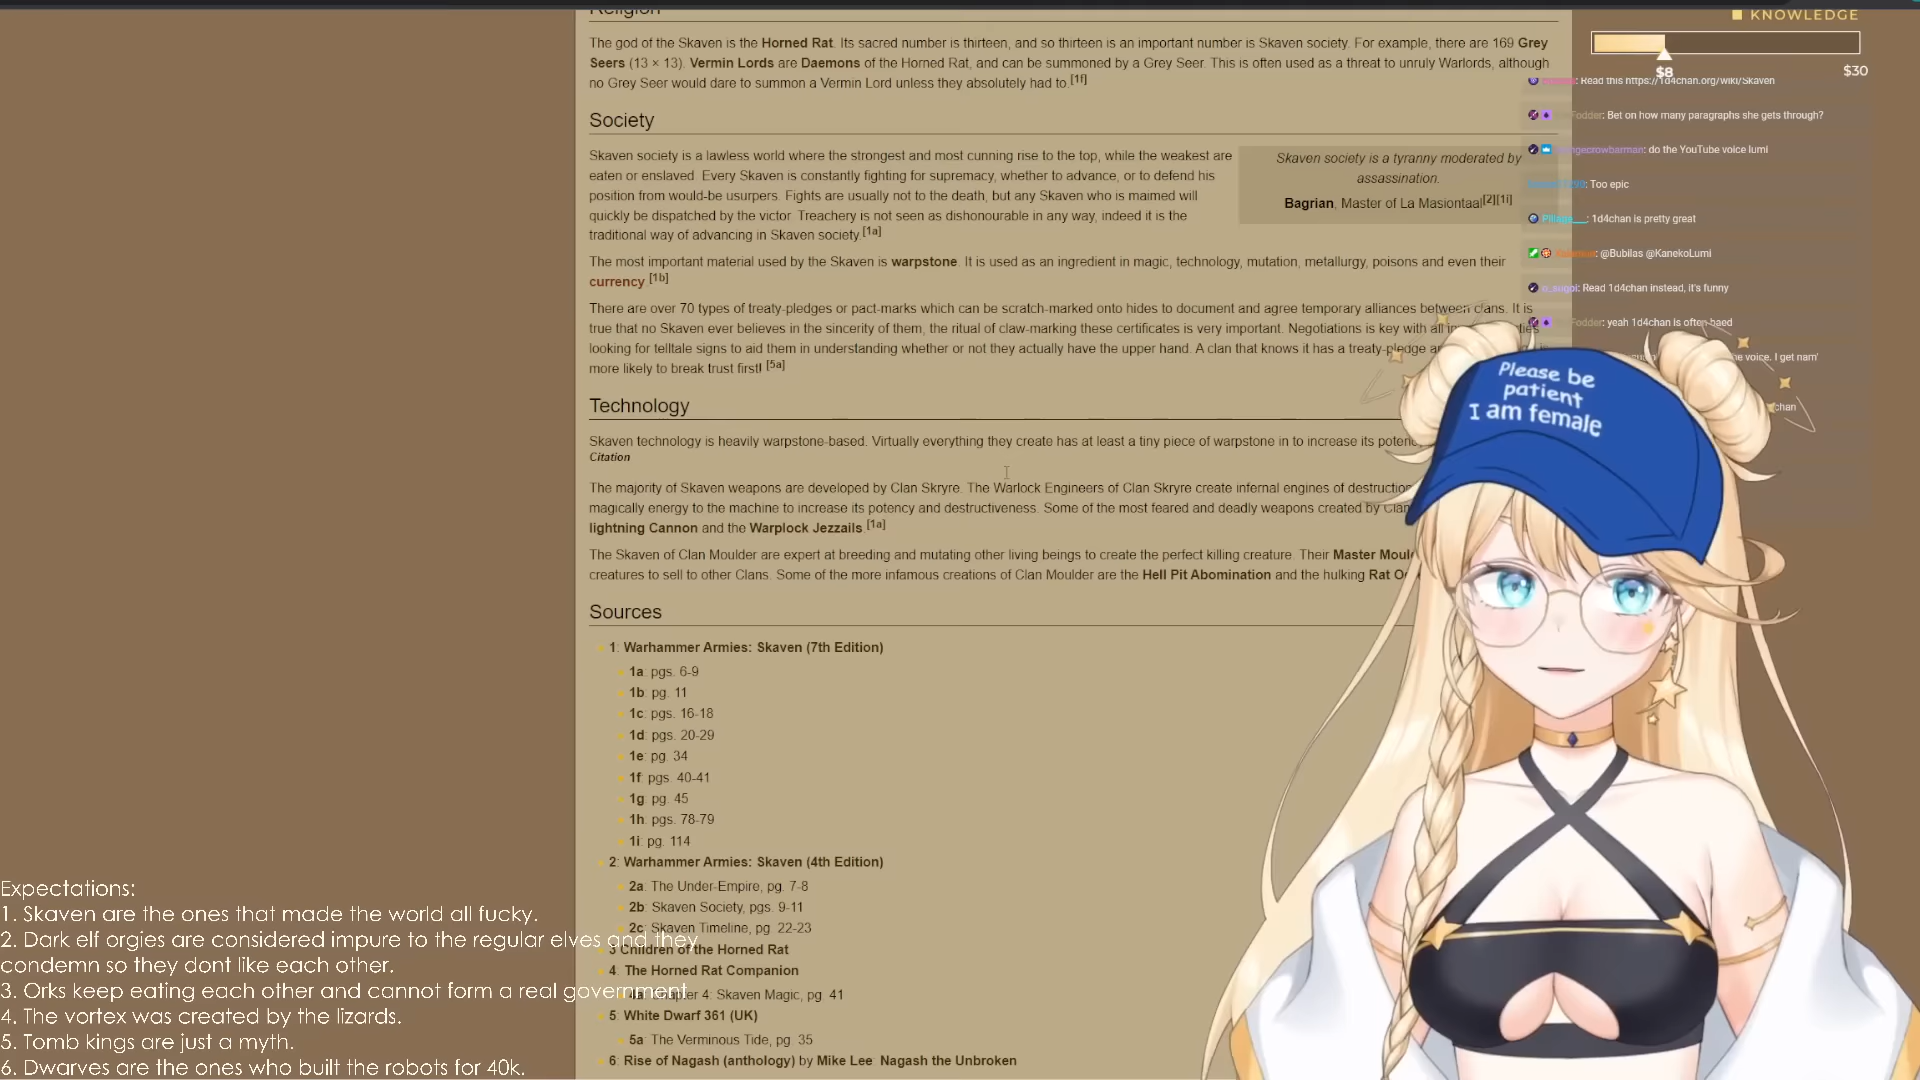 Religion
The god of the Skaven is the Horned Rat. Its sacred number is thirteen, and so thirteen is an important number is Skaven society. For example, there are 169 Grey
Seers (13 × 13). Vermin Lords are Daemons of the Horned Rat, and can be summoned by a Grey Seer. This is often used as a threat to unruly Warlords, although
no Grey Seer would dare to summon a Vermin Lord unless they absolutely had to.[1f]
Society
Skaven society is a lawless world where the strongest and most cunning rise to the top, while the weakest are
eaten or enslaved. Every Skaven is constantly fighting for supremacy, whether to advance, or to defend his
position from would-be usurpers. Fights are usually not to the death, but any Skaven who is maimed will
quickly be dispatched by the victor. Treachery is not seen as dishonourable in any way, indeed it is the
traditional way of advancing in Skaven society.[1a]
Skaven society is a tyranny moderated by
assassination.
Bagrian, Master of La Masiontaal[2][1i]
The most important material used by the Skaven is warpstone. It is used as an ingredient in magic, technology, mutation, metallurgy, poisons and even their
currency.[1b]
There are over 70 types of treaty-pledges or pact-marks which can be scratch-marked onto hides to document and agree temporary alliances between clans. It is
true that no Skaven ever believes in the sincerity of them, the ritual of claw-marking these certificates is very important. Negotiations is key with all
looking for telltale signs to aid them in understanding whether or not they actually have the upper hand. A clan that knows it has a treaty-pledge
more likely to break trust first! [5a]
Technology
Skaven technology is heavily warpstone-based. Virtually everything they create has at least a tiny piece of warpstone in to increase its
Citation
The majority of Skaven weapons are developed by Clan Skryre. The Warlock Engineers of Clan Skryre create infernal engines of destruction
magically energy to the machine to increase its potency and destructiveness. Some of the most feared and deadly weapons created by Clan
lightning Cannon and the Warplock Jezzails.[1a]
The Skaven of Clan Moulder are expert at breeding and mutating other living beings to create the perfect killing creature. Their Master
creatures to sell to other Clans. Some of the more infamous creations of Clan Moulder are the Hell Pit Abomination and the hulking Rat
Sources
1: Warhammer Armies: Skaven (7th Edition)
1a: pgs. 6-9
1b: pg. 11
1c: pgs. 16-18
1d: pgs. 20-29
1e: pg. 34
1f: pgs. 40-41
1g: pg. 45
1h: pgs. 78-79
1i: pg. 114
2: Warhammer Armies: Skaven (4th Edition)
2a: The Under-Empire, pg. 7-8
2b: Skaven Society, pgs. 9-11
2c: Skaven Timeline, pg. 22-23
3 Children of the Horned Rat
4: The Horned Rat Companion
4: Skaven Magic, pg. 41
5: White Dwarf 361 (UK)
5a: The Verminous Tide, pg. 35
6: Rise of Nagash (anthology) by Mike Lee: Nagash the Unbroken
KNOWLEDGE
$8
$30
Read this https://1d4chan.org/wiki/Skaven
Fodder: Bet on how many paragraphs she gets through?
do the YouTube voice lumi
Too epic
1d4chan is pretty great
@Bubilas @KanekoLumi
Read 1d4chan instead, it's funny
Fodder: yeah 1d4chan is often baed
voice. I get nam'
chan
Please be
patient
I am female
Expectations:
1. Skaven are the ones that made the world all fucky.
2. Dark elf orgies are considered impure to the regular elves and they
condemn so they dont like each other.
3. Orks keep eating each other and cannot form a real government.
4. The vortex was created by the lizards.
5. Tomb kings are just a myth.
6. Dwarves are the ones who built the robots for 40k.